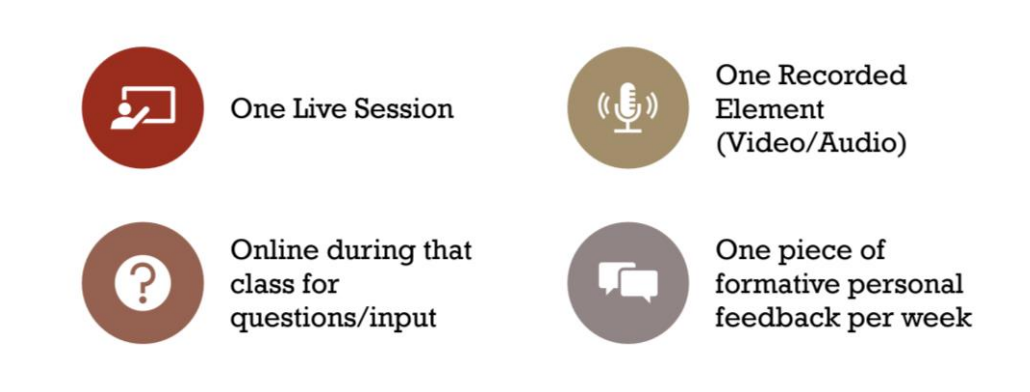 One Live Session
One Recorded
Element
(Video/Audio)
Online during that
class for
questions/input
One piece of
formative personal
feedback per week